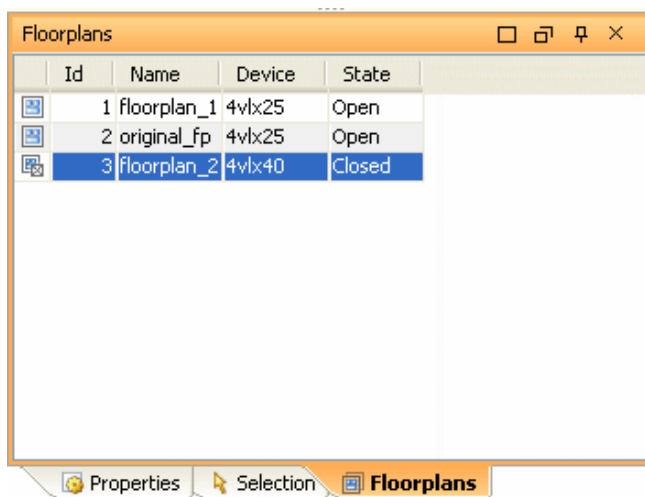 Floorplans
Id Name Device State
1 floorplan_1 4vlx25 Open
2 original_fp 4vlx25 Open
3 floorplan_2 4vlx40 Closed
Properties Selection Floorplans